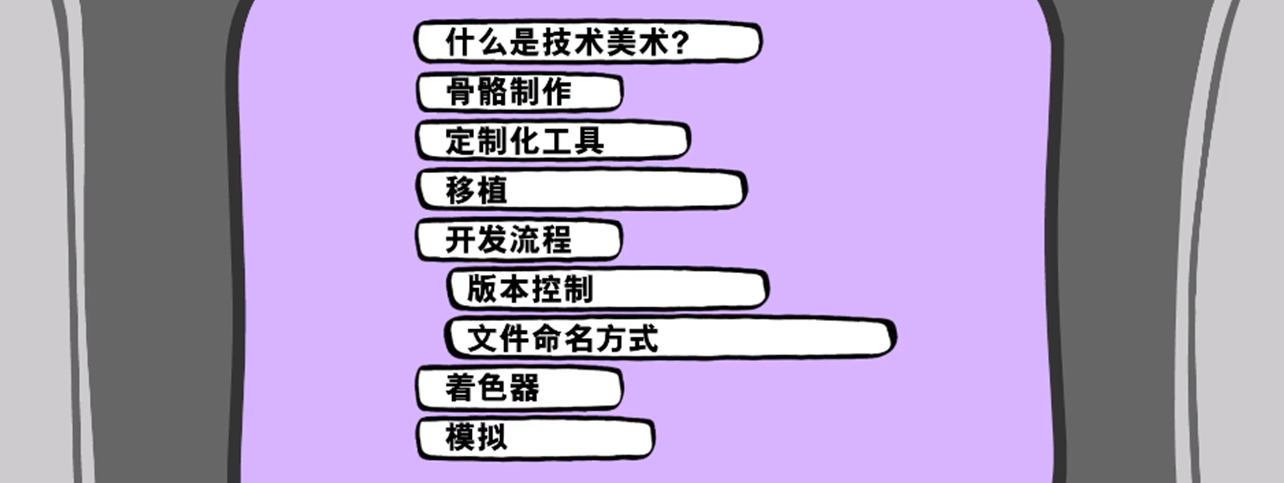 什么是技术美术?
骨骼制作
定制化工具
移植
开发流程
版本控制
文件命名方式
着色器
模拟